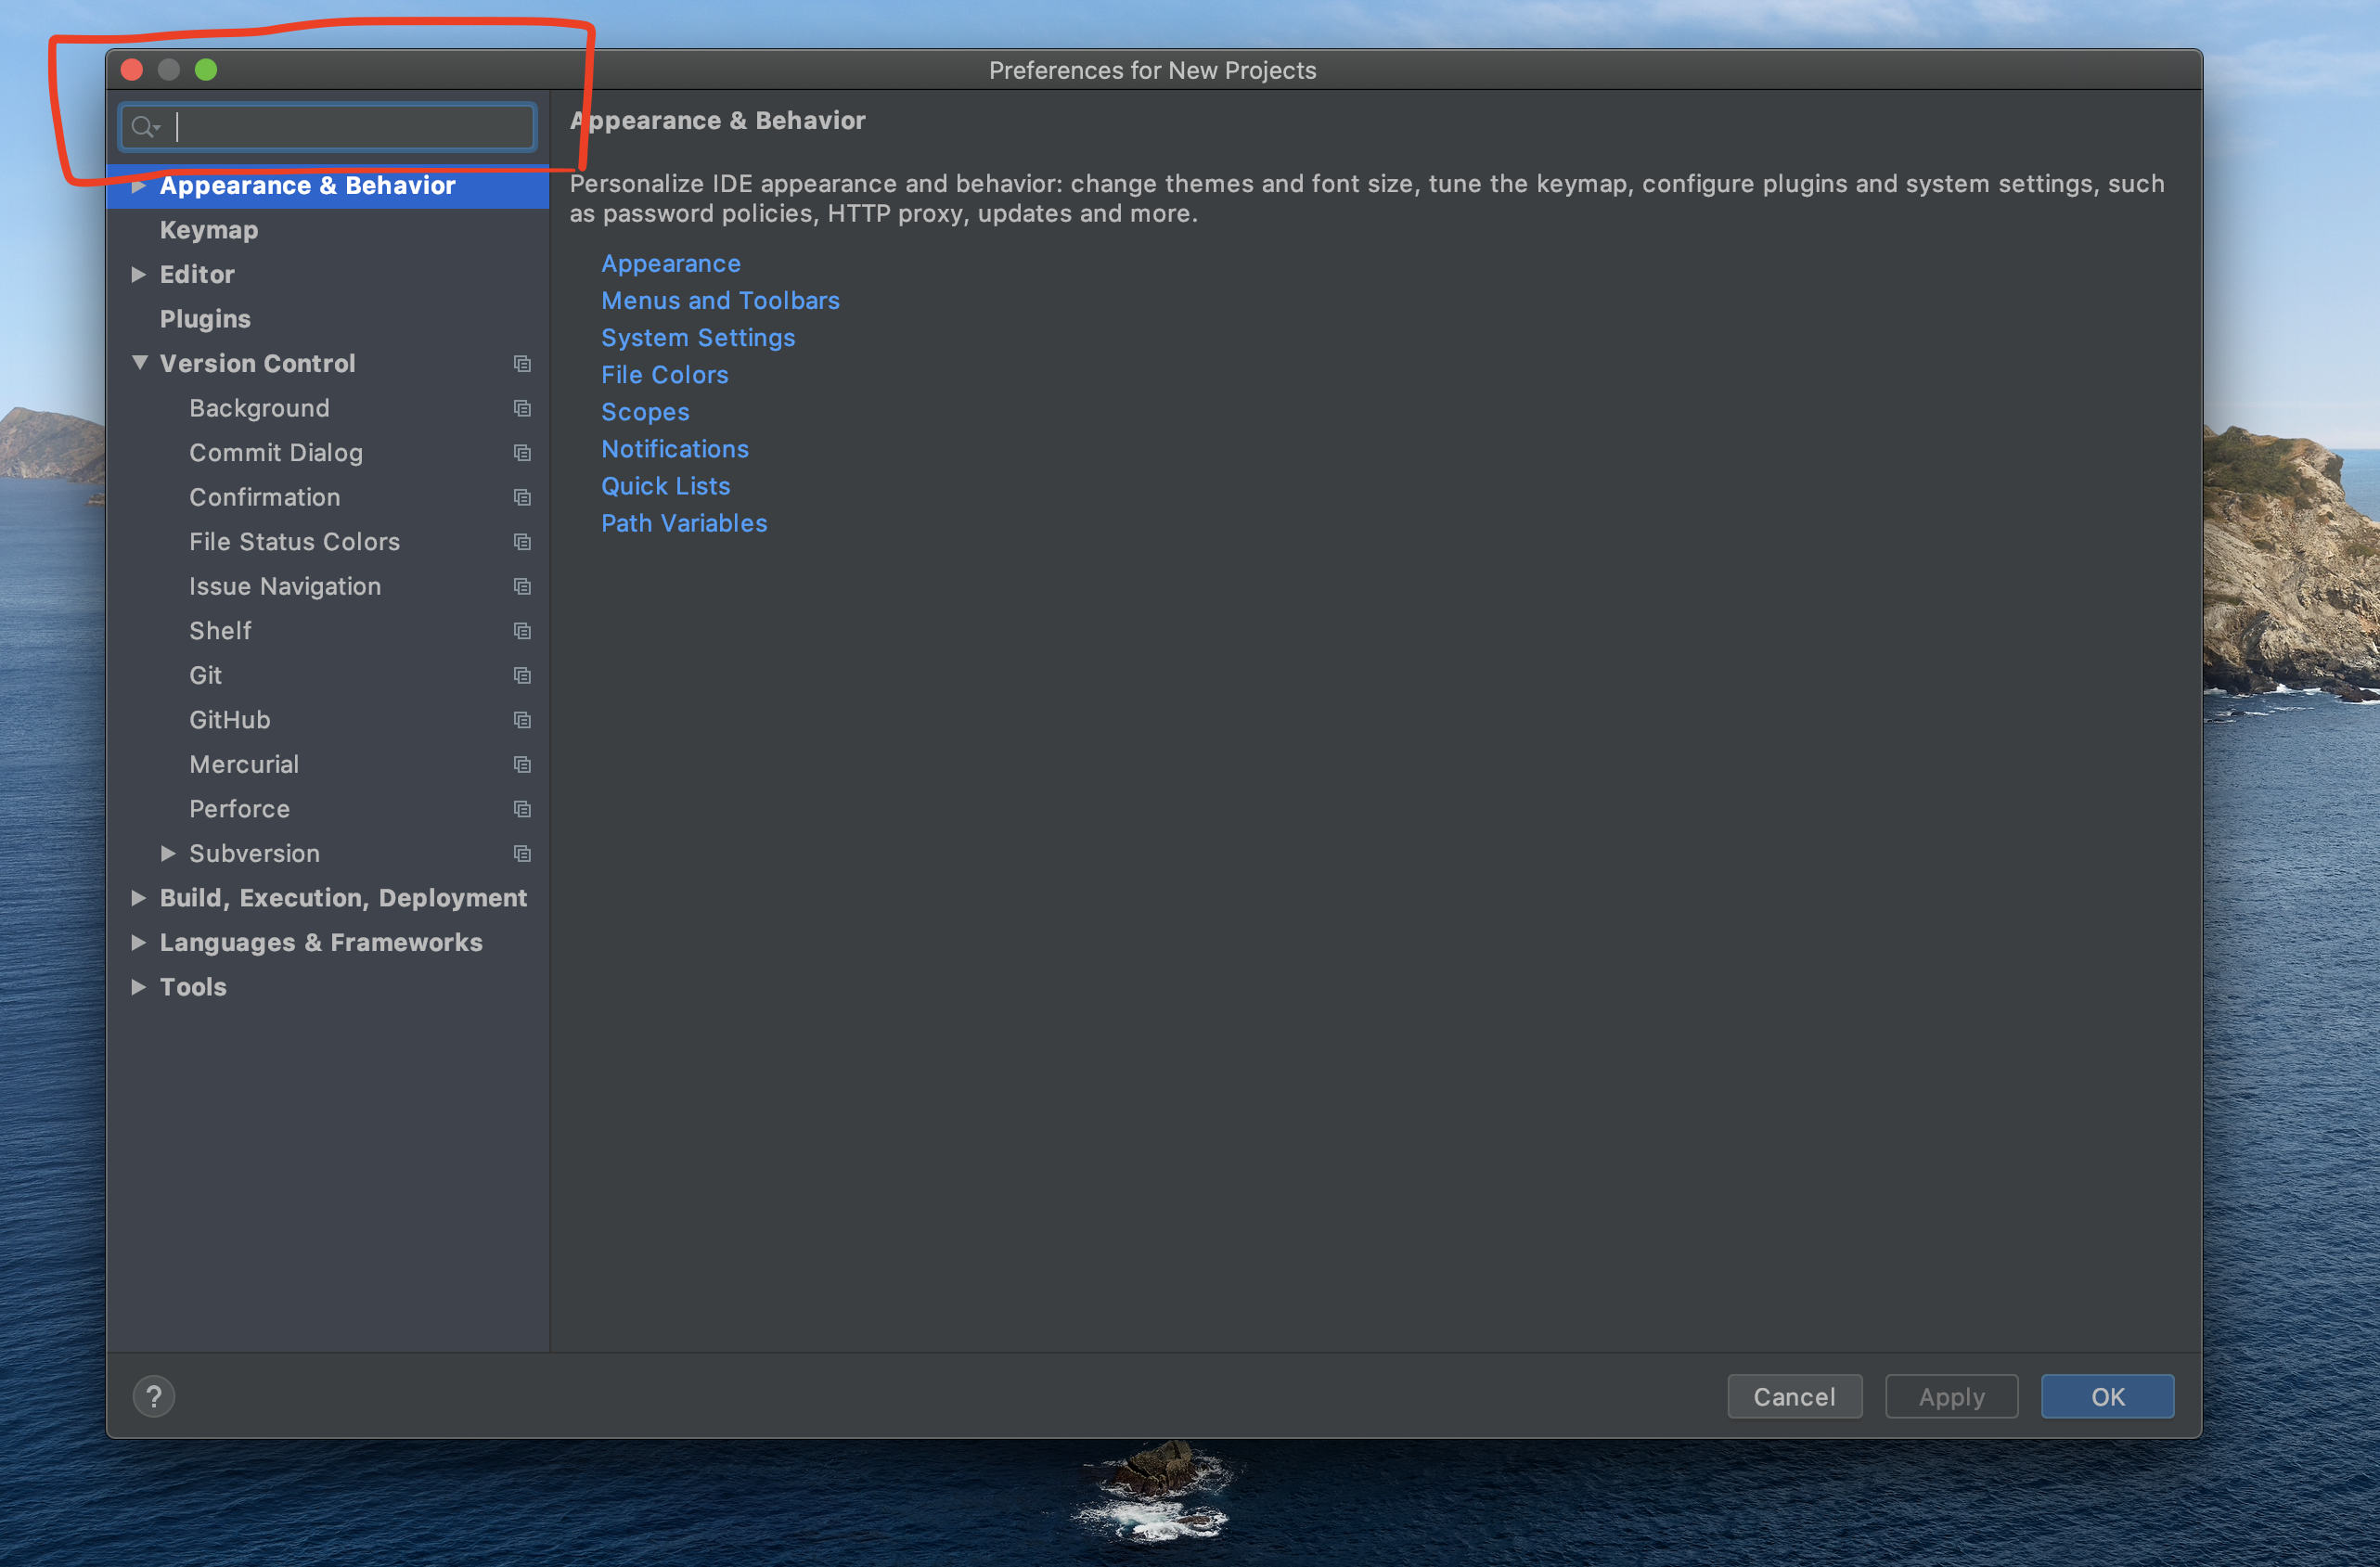 Preferences for New Projects
Appearance & Behavior
Keymap
Editor
Plugins
Version Control
Background
Commit Dialog
Confirmation
File Status Colors
Issue Navigation
Shelf
Git
GitHub
Mercurial
Perforce
Subversion
Build, Execution, Deployment
Languages & Frameworks
Tools
Appearance & Behavior
Personalize IDE appearance and behavior: change themes and font size, tune the keymap, configure plugins and system settings, such
as password policies, HTTP proxy, updates and more.
Appearance
Menus and Toolbars
System Settings
File Colors
Scopes
Notifications
Quick Lists
Path Variables
?
Cancel
Apply
OK